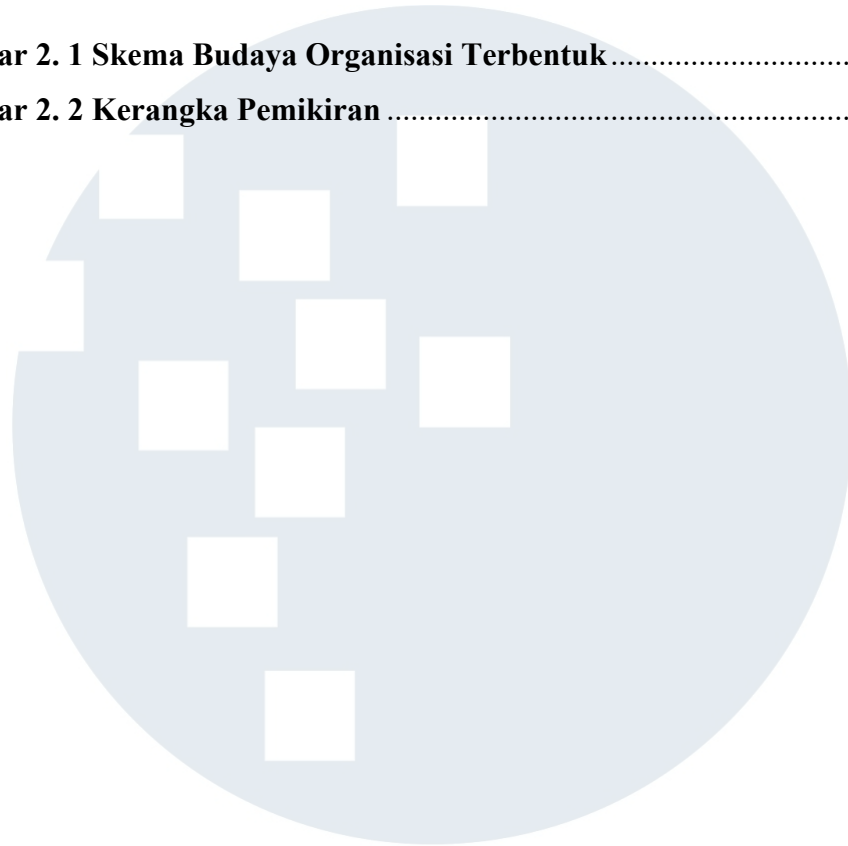 ar 2. 1 Skema Budaya Organisasi Terbentuk..............................
ar 2. 2 Kerangka Pemikiran..........................................................